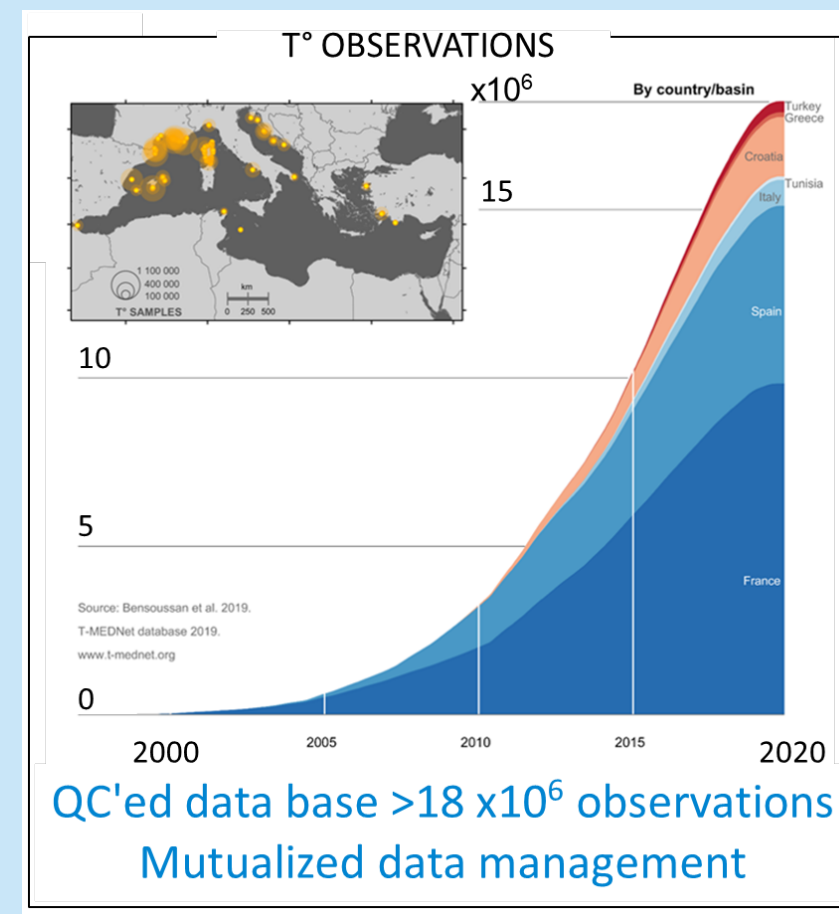 T° OBSERVATIONS
x10⁶
By country/basin
Turkey
Greece
Croatia
Tunisia
15
Italy
1 100 000
400 000
100 000
T° SAMPLES
km
0 250 500
Spain
10
5
France
Source: Bensoussan et al. 2019.
T-MEDNet database 2019.
www.t-mednet.org
0
2000 2005 2010 2015 2020
QC'ed data base >18 x10⁶ observations
Mutualized data management